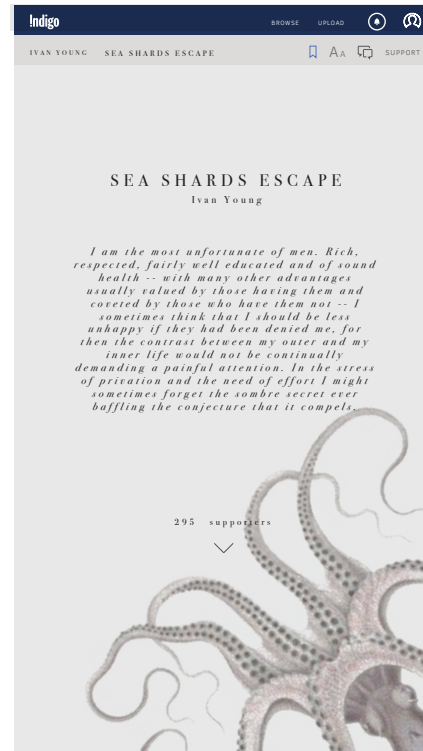 !ndigo BROWSE UPLOAD
IVAN YOUNG SEA SHARDS ESCAPE AA SUPPORT
SEA SHARDS ESCAPE
Ivan Young
I am the most unfortunate of men. Rich,
respected, fairly well educated and of sound
health -- with many other advantages
usually valued by those having them and
coveted by those who have them not -- I
sometimes think that I should be less
unhappy if they had been denied me, for
then the contrast between my outer and my
inner life would not be continually
demanding a painful attention. In the stress
of privation and the need of effort I might
sometimes forget the sombre secret ever
baffling the conjecture that it compels.
295 supporters